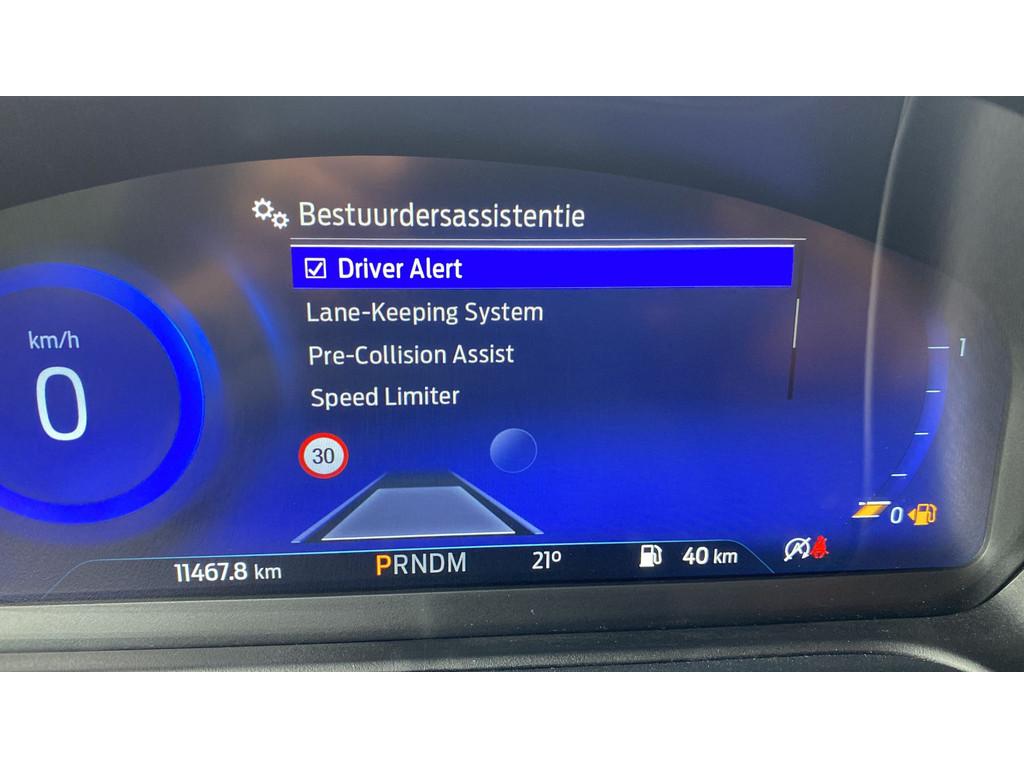 Bestuurdersassistentie
Driver Alert
Lane-Keeping System
Pre-Collision Assist
Speed Limiter
km/h
0
30
1
0
11467.8 km
PRNDM
21°
40 km